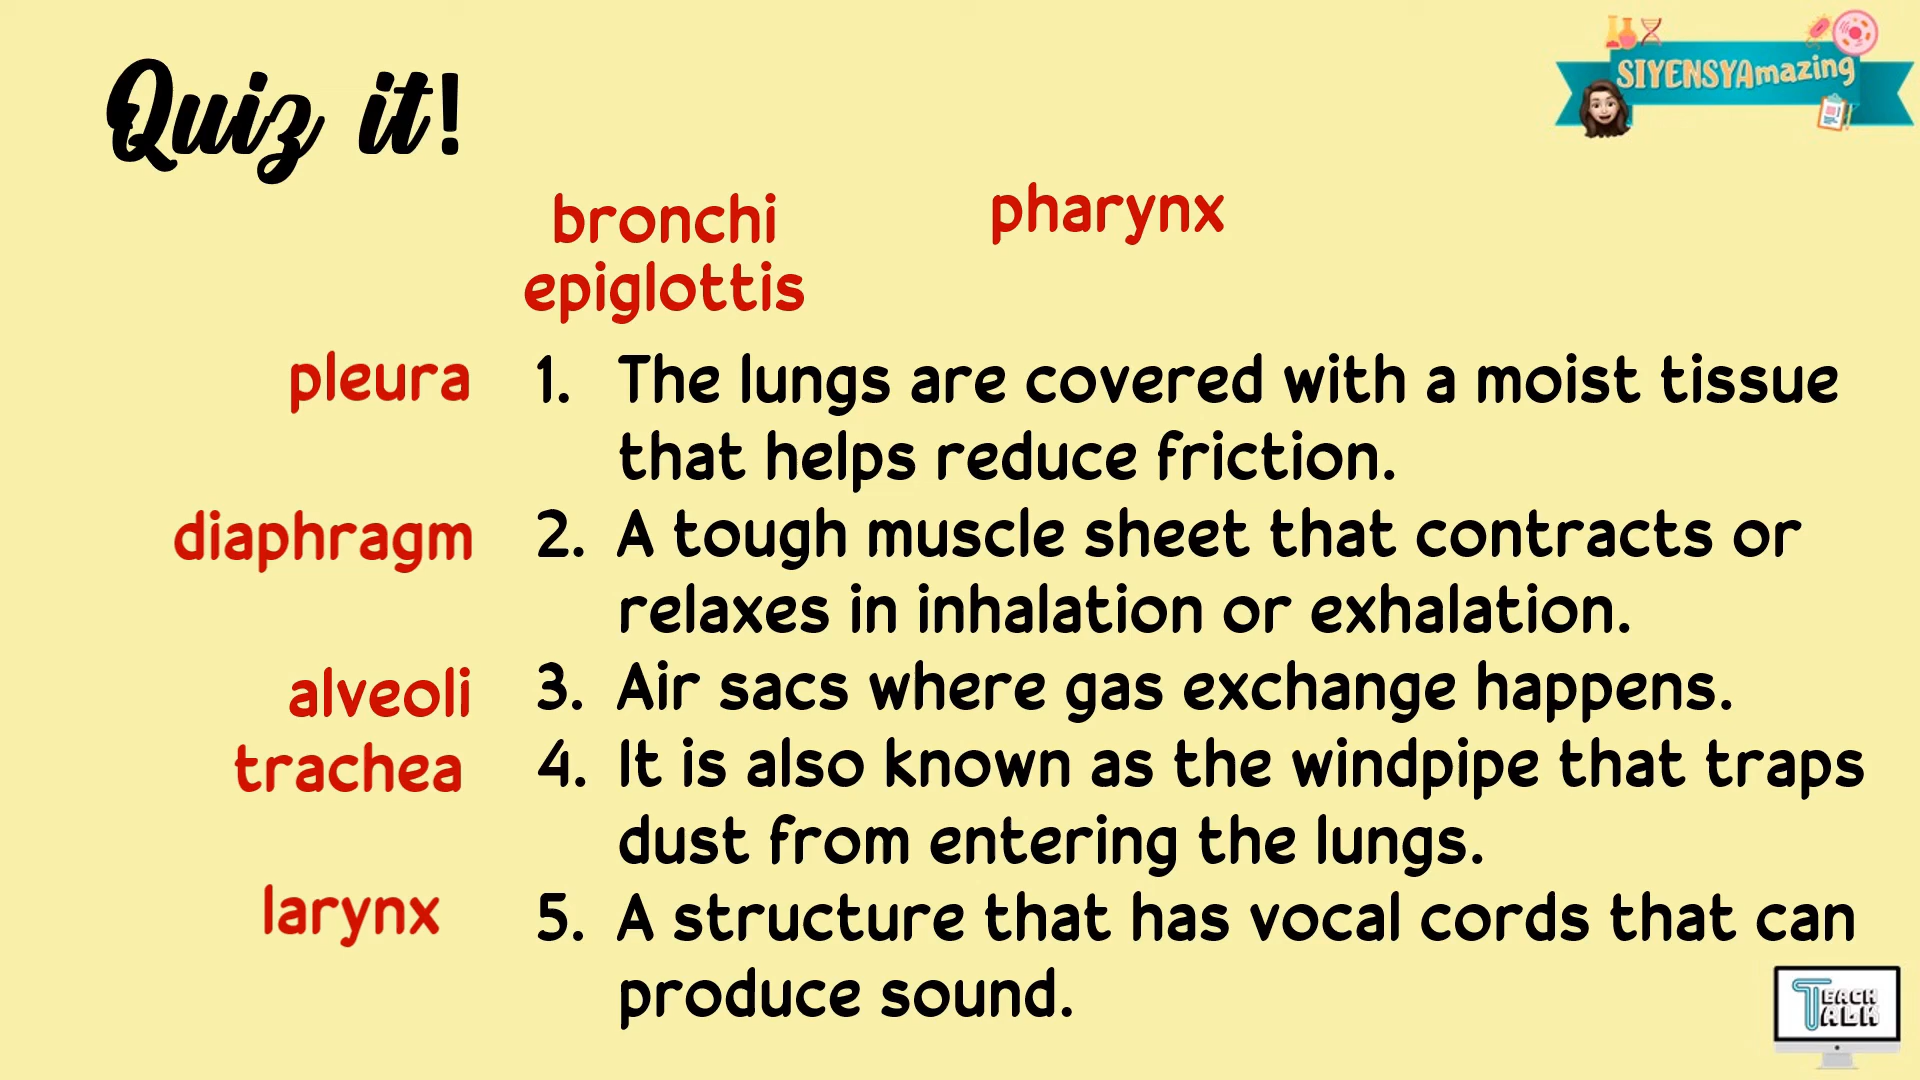 Quiz it!
SIYENSYAmazing
bronchi
pharynx
epiglottis
pleura
1. The lungs are covered with a moist tissue
that helps reduce friction.
diaphragm
2. A tough muscle sheet that contracts or
relaxes in inhalation or exhalation.
alveoli
3. Air sacs where gas exchange happens.
trachea
4. It is also known as the windpipe that traps
dust from entering the lungs.
larynx
5. A structure that has vocal cords that can
produce sound.
TEACH
TALK